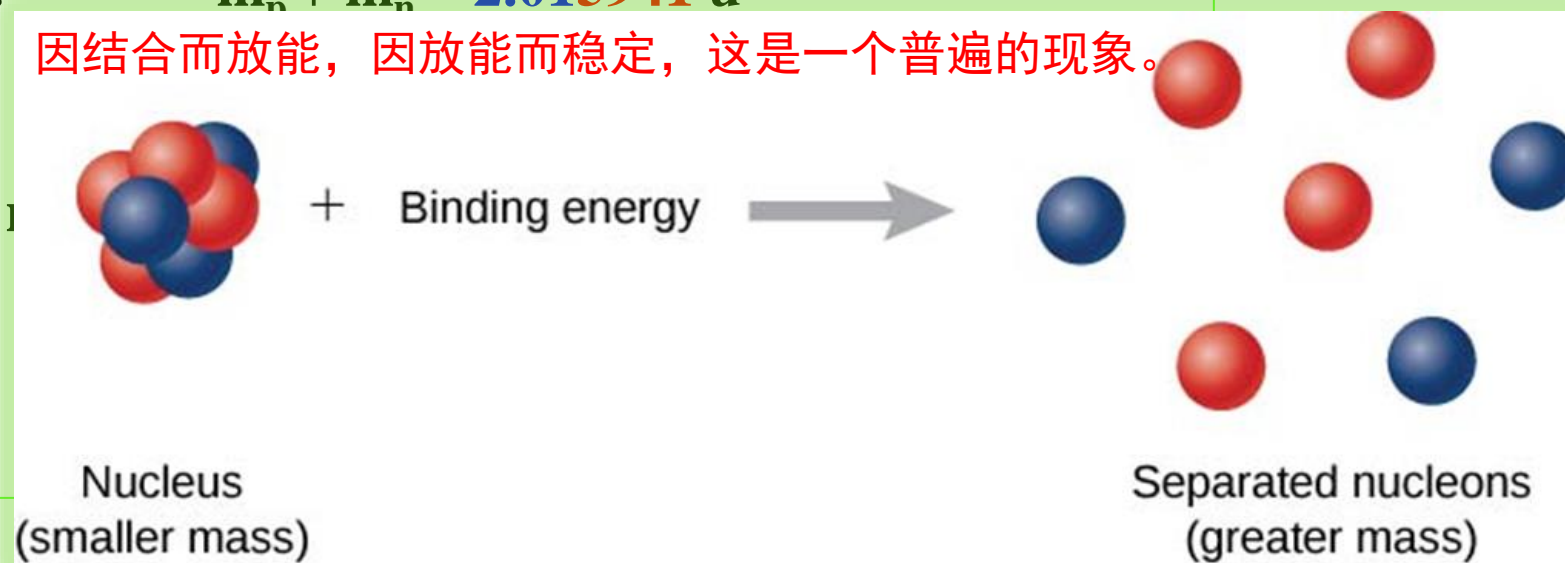 因结合而放能，因放能而稳定，这是一个普遍的现象。
+ Binding energy
Nucleus
(smaller mass)
Separated nucleons
(greater mass)